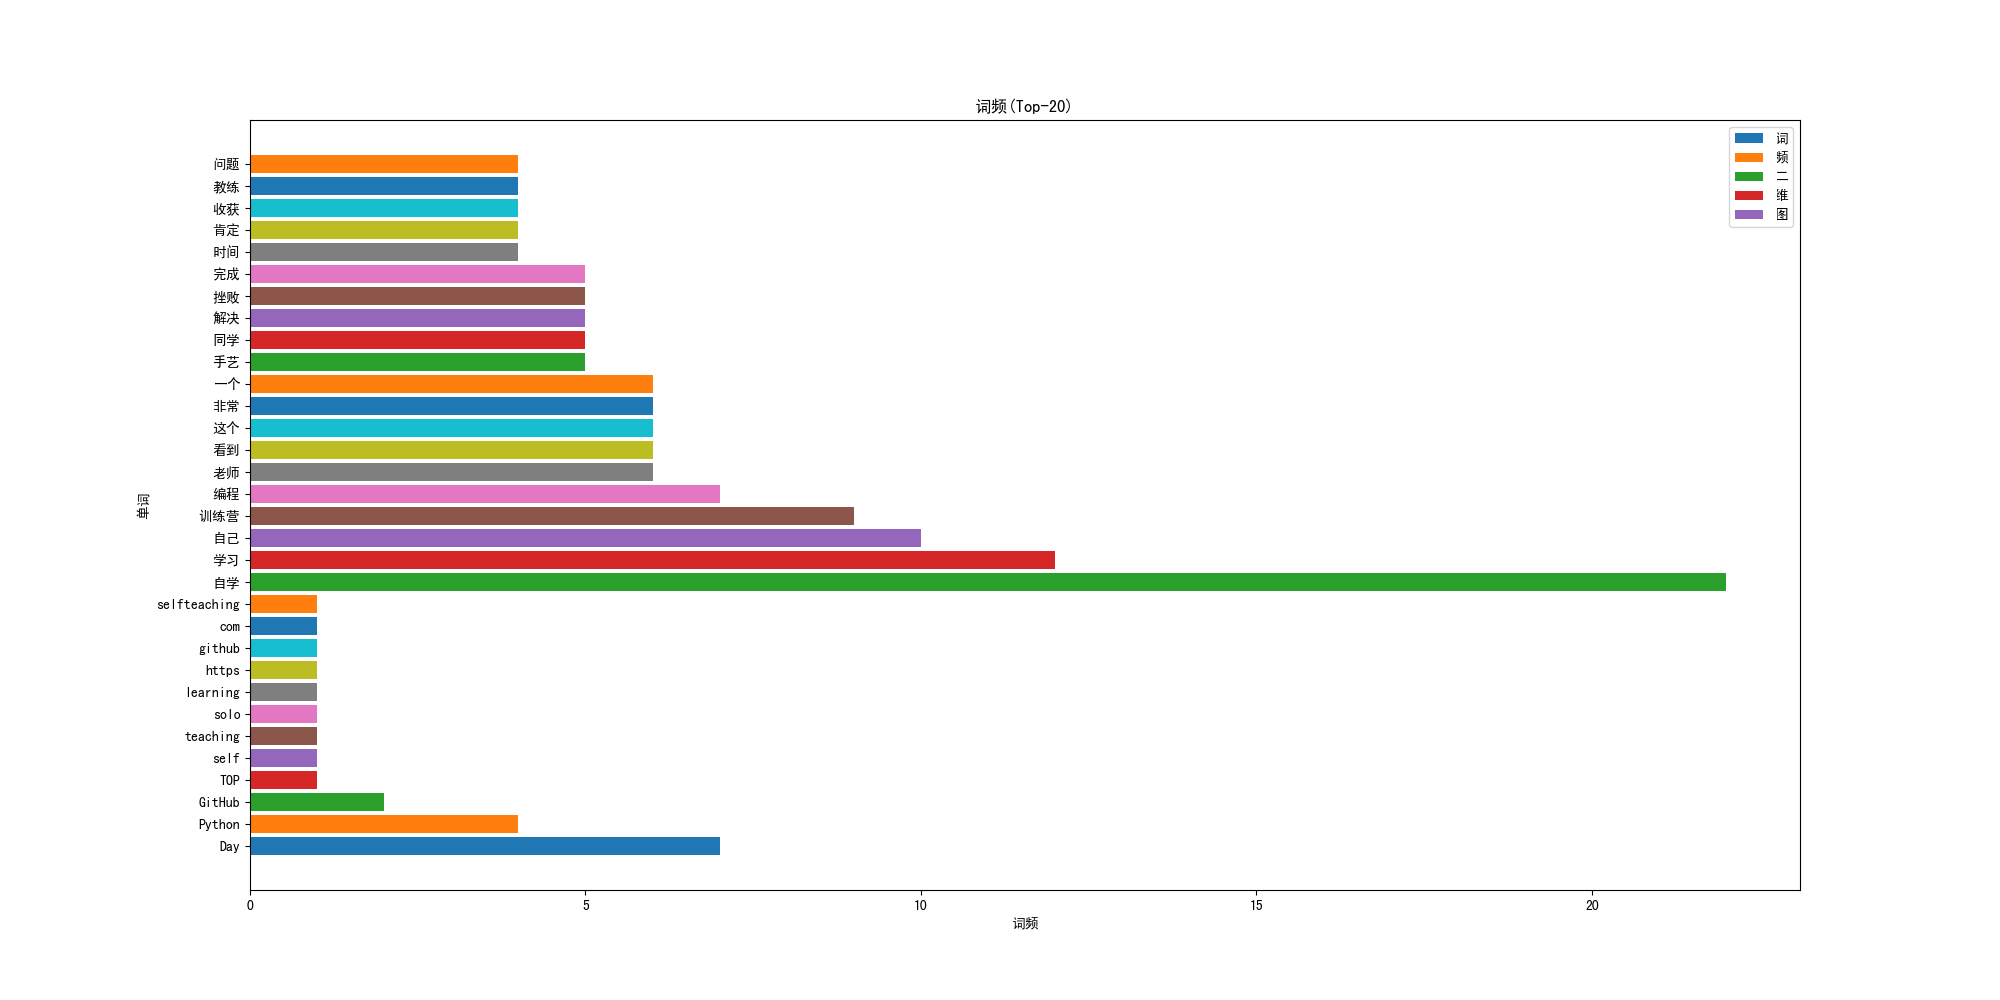 词频(Top-20)
词
频
二
维
图
问题
教练
收获
肯定
时间
完成
挫败
解决
同学
手艺
一个
非常
这个
看到
老师
编程
训练营
自己
学习
自学
selfteaching
com
github
https
learning
solo
teaching
self
TOP
GitHub
Python
Day
单词
0 5 10 15 20
词频